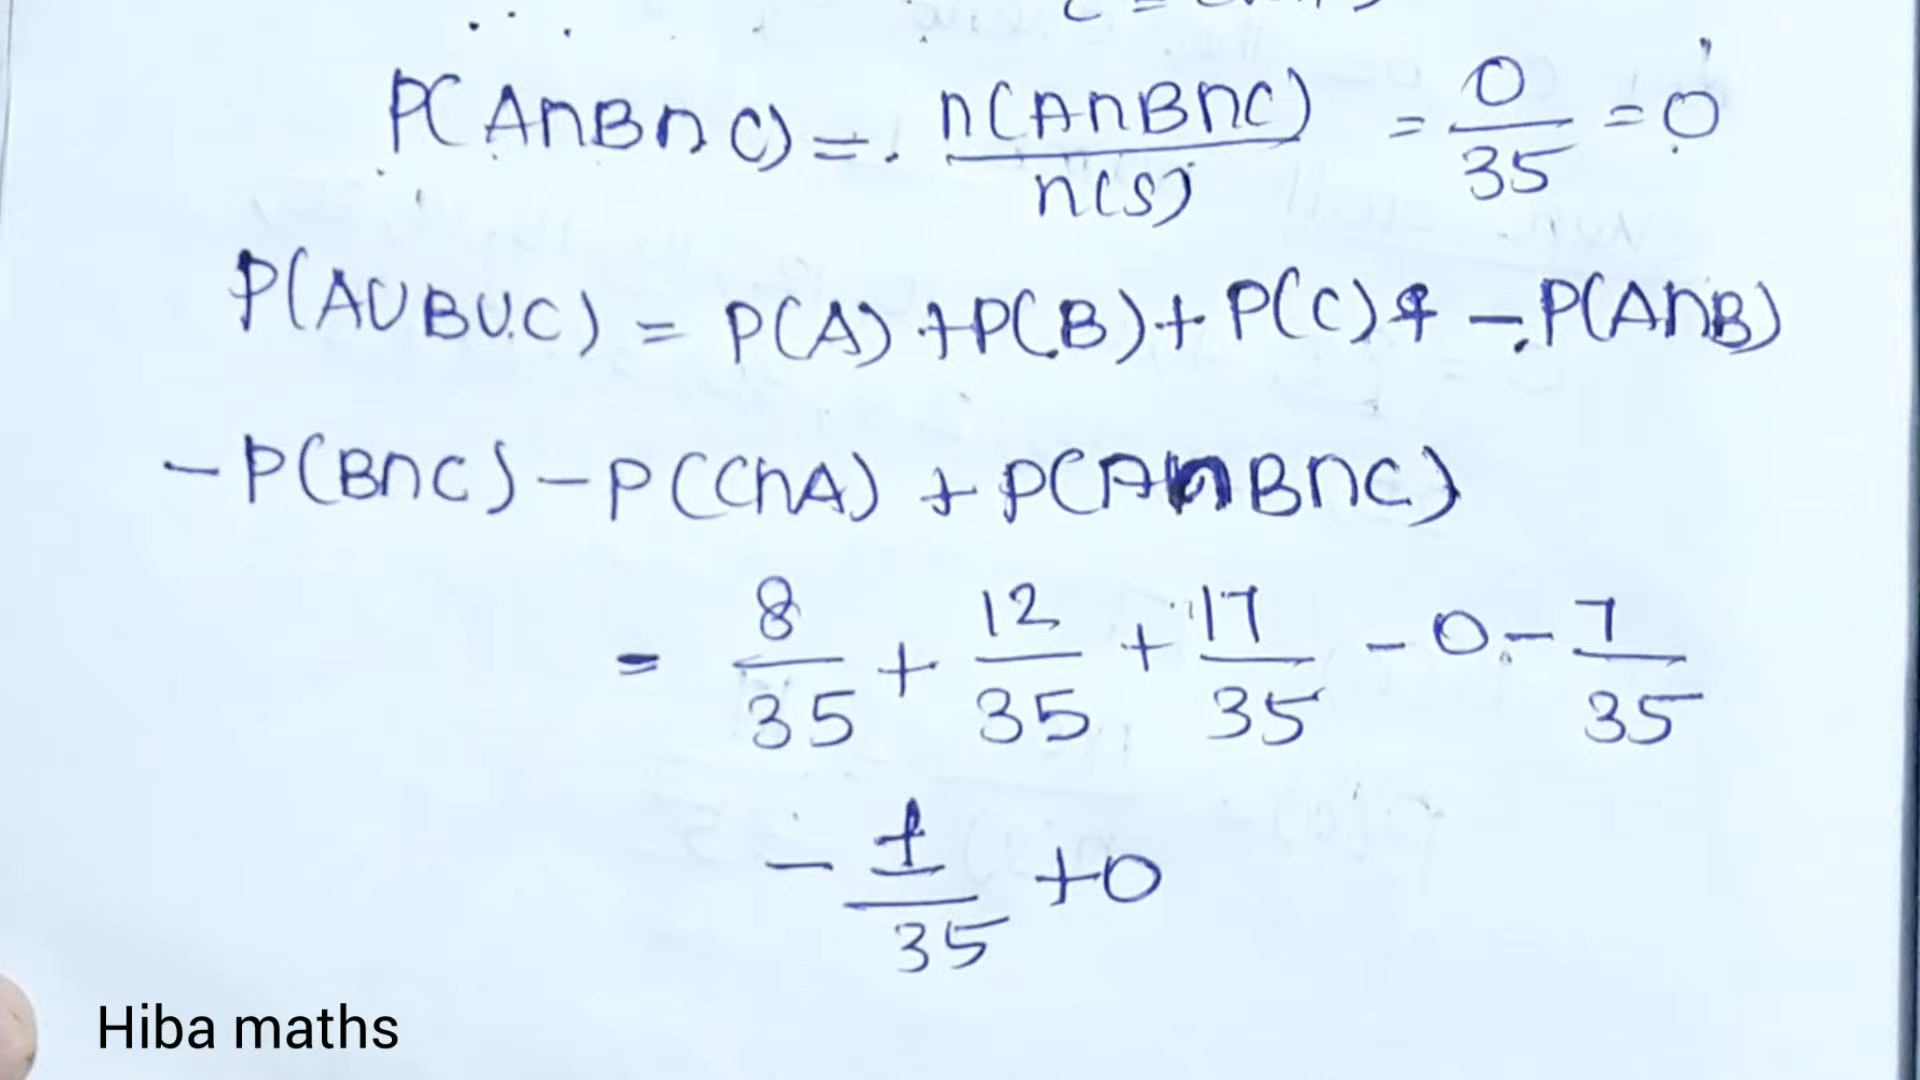 P(A∩B∩C) = n(A∩B∩C)/n(S) = 0/35 = 0
P(A∪B∪C) = P(A) + P(B) + P(C) - P(A∩B)
- P(B∩C) - P(C∩A) + P(A∩B∩C)
= 8/35 + 12/35 + 17/35 - 0 - 7/35
- 1/35 + 0
Hiba maths